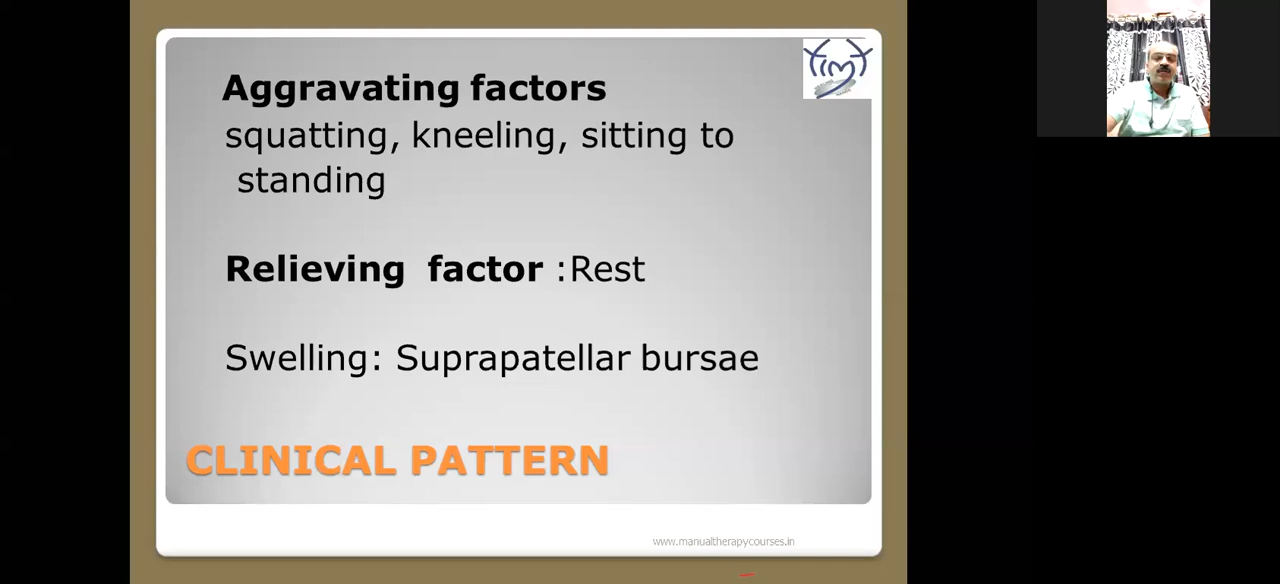 Aggravating factors
squatting, kneeling, sitting to
standing
Relieving factor :Rest
Swelling: Suprapatellar bursae
CLINICAL PATTERN
www.manualtherapycourses.in